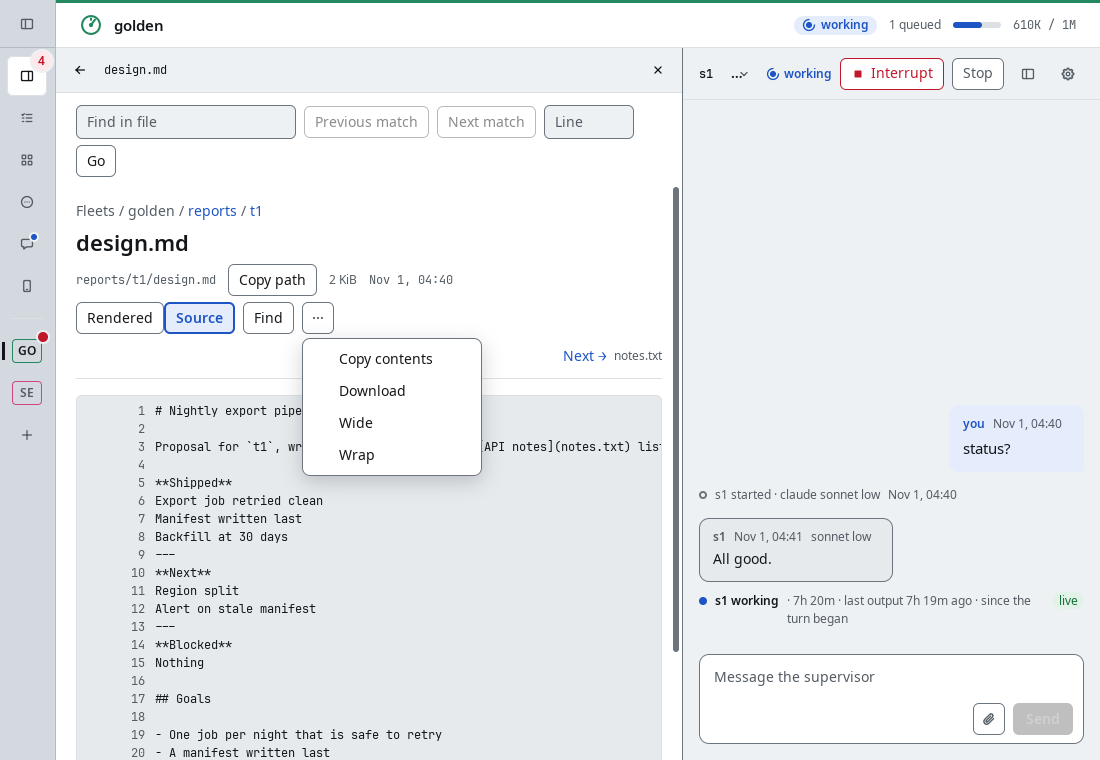 golden
working
1 queued
610K / 1M
4
design.md
s1
...
working
Interrupt
Stop
Find in file
Previous match
Next match
Line
Go
Fleets / golden / reports / t1
design.md
reports/t1/design.md
Copy path
2 KiB
Nov 1, 04:40
Rendered
Source
Find
...
Copy contents
Download
Wide
Wrap
Next → notes.txt
GO
SE
1 # Nightly export pipe
2
3 Proposal for `t1`, wr
[API notes](notes.txt) list
4
5 **Shipped**
6 Export job retried clean
7 Manifest written last
8 Backfill at 30 days
9 ---
10 **Next**
11 Region split
12 Alert on stale manifest
13 ---
14 **Blocked**
15 Nothing
16
17 ## Goals
18
19 - One job per night that is safe to retry
20 - A manifest written last
you Nov 1, 04:40
status?
s1 started · claude sonnet low Nov 1, 04:40
s1 Nov 1, 04:41 sonnet low
All good.
s1 working · 7h 20m · last output 7h 19m ago · since the
turn began
live
Message the supervisor
Send